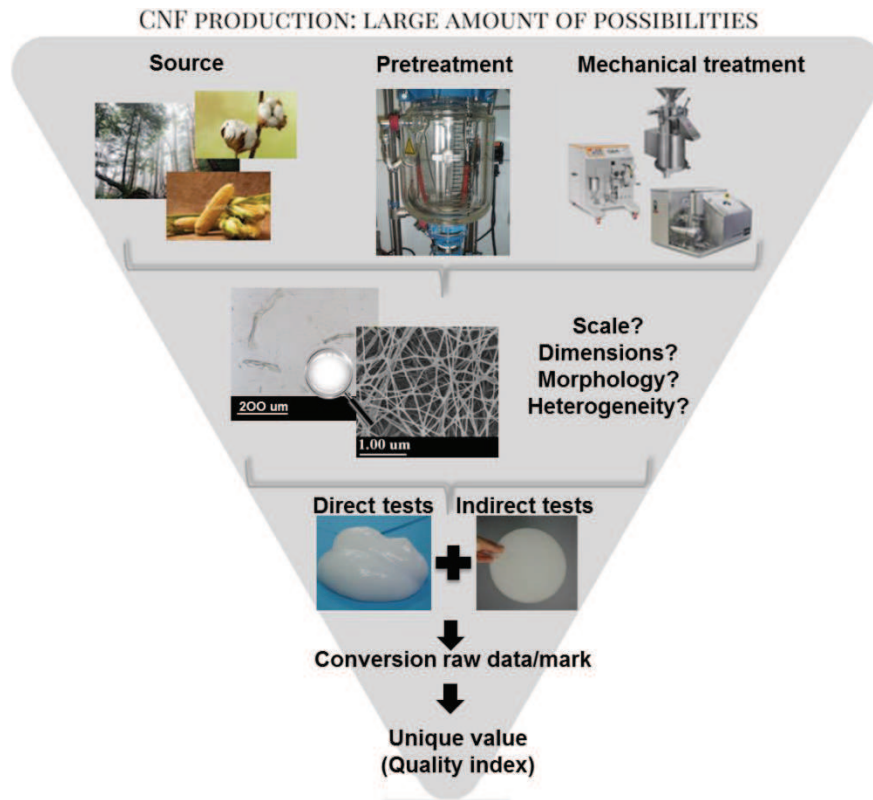 CNF PRODUCTION: LARGE AMOUNT OF POSSIBILITIES
Source
Pretreatment
Mechanical treatment
Scale?
Dimensions?
Morphology?
Heterogeneity?
200 um
1.00 um
Direct tests
Indirect tests
Conversion raw data/mark
Unique value
(Quality index)